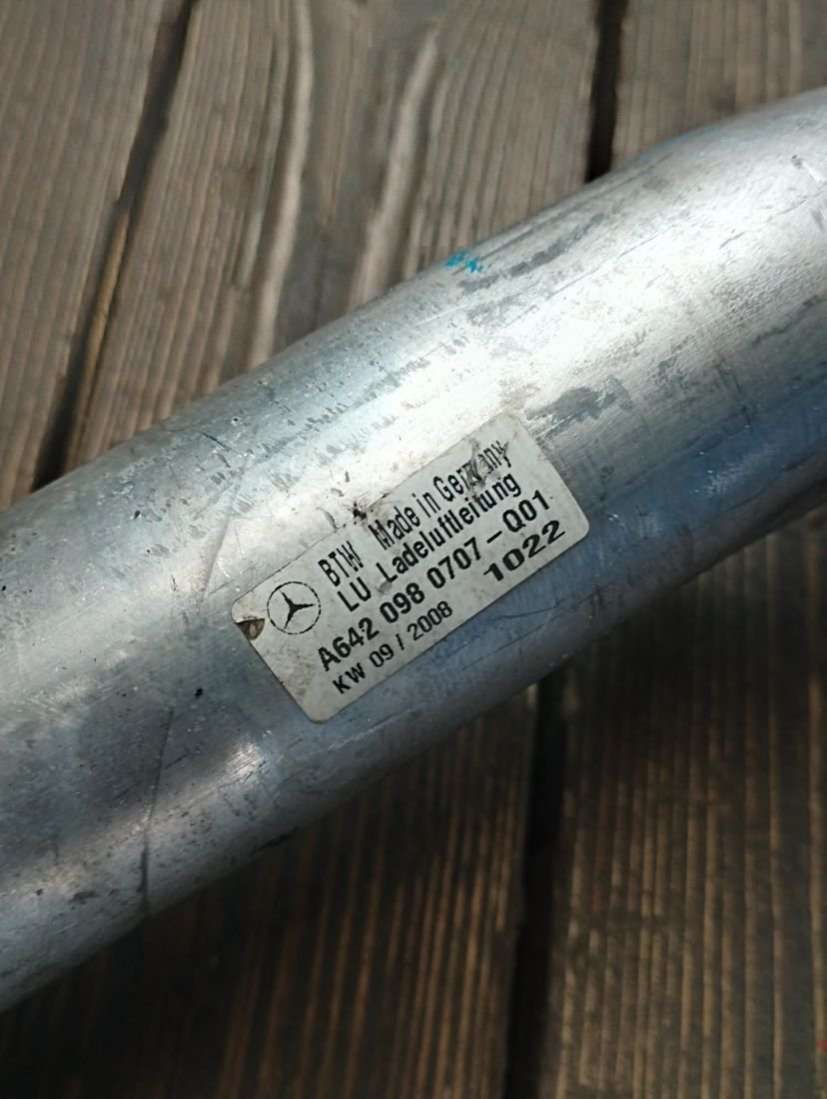 BTW Made in Germany
LU Ladeluftleitung
A642 098 0707-Q01
KW 09/2008 1022